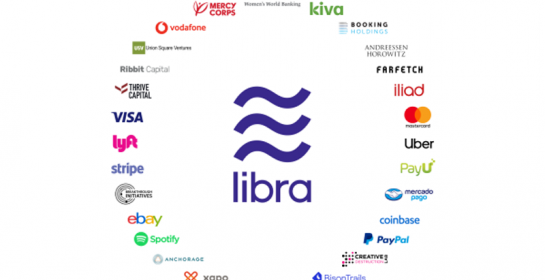 MERCY
CORPS
Women's World Banking
kiva
vodafone
BOOKING
HOLDINGS
USV Union Square Ventures
ANDREESSEN
HOROWITZ
Ribbit Capital
FARFETCH
THRIVE
CAPITAL
iliad
VISA
mastercard
lyft
Uber
stripe
PayU
BREAKTHROUGH
INITIATIVES
mercado
pago
libra
ebay
coinbase
Spotify
PayPal
ANCHORAGE
CREATIVE
DESTRUCTION
xapo
BisonTrails